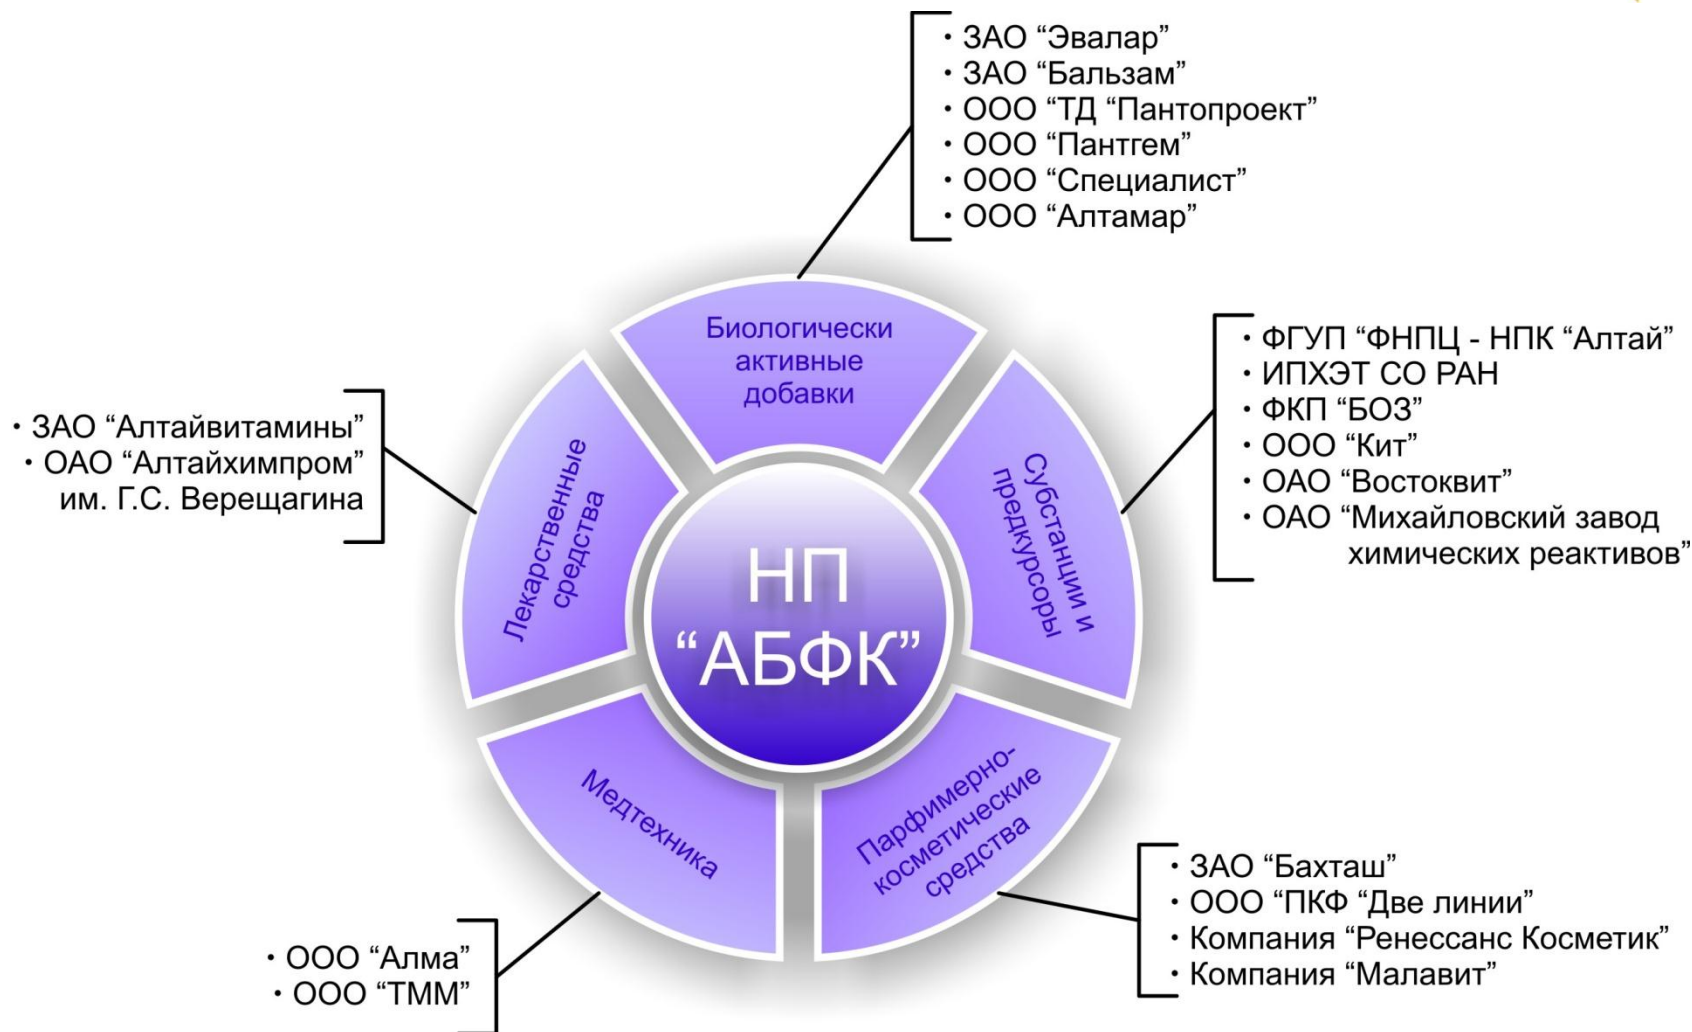 · ЗАО “Эвалар”
· ЗАО “Бальзам”
· ООО “ТД “Пантопроект”
· ООО “Пантгем”
· ООО “Специалист”
· ООО “Алтамар”
Биологически
активные
добавки
· ФГУП “ФНПЦ - НПК “Алтай”
· ИПХЭТ СО РАН
· ФКП “БОЗ”
· ООО “Кит”
· ОАО “Востоквит”
· ОАО “Михайловский завод
химических реактивов”
Субстанции и
предкурсоры
· ЗАО “Алтайвитамины”
· ОАО “Алтайхимпром”
им. Г.С. Верещагина
Лекарственные
средства
НП
“АБФК”
Медтехника
Парфимерно-
косметические
средства
· ЗАО “Бахташ”
· ООО “ПКФ “Две линии”
· Компания “Ренессанс Косметик”
· Компания “Малавит”
· ООО “Алма”
· ООО “ТММ”